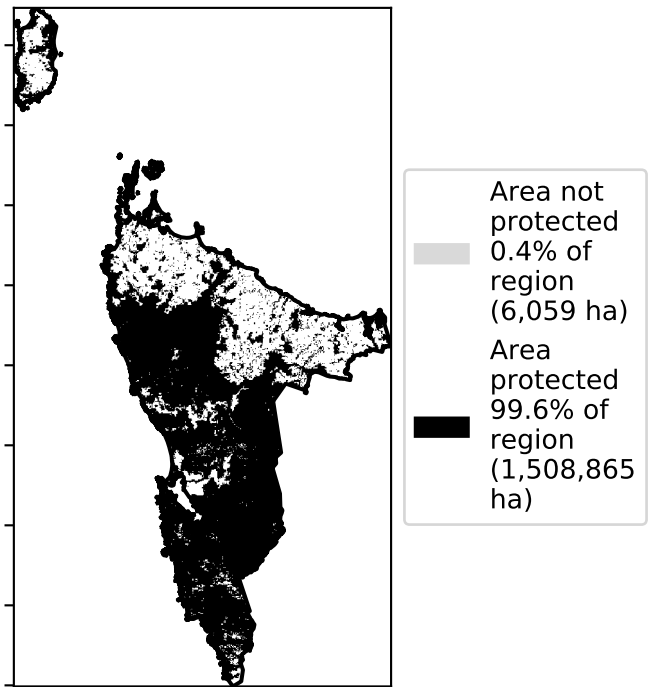 Area not
protected
0.4% of
region
(6,059 ha)
Area
protected
99.6% of
region
(1,508,865
ha)